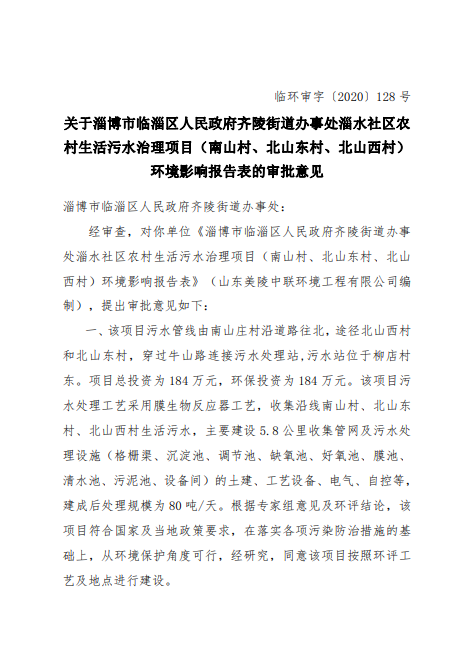 临环审字〔2020〕128 号
关于淄博市临淄区人民政府齐陵街道办事处淄水社区农
村生活污水治理项目（南山村、北山东村、北山西村）
环境影响报告表的审批意见
淄博市临淄区人民政府齐陵街道办事处：
经审查，对你单位《淄博市临淄区人民政府齐陵街道办事
处淄水社区农村生活污水治理项目（南山村、北山东村、北山
西村）环境影响报告表》（山东美陵中联环境工程有限公司编
制），提出审批意见如下：
一、该项目污水管线由南山庄村沿道路往北，途径北山西村
和北山东村，穿过牛山路连接污水处理站,污水站位于柳店村
东。项目总投资为 184 万元，环保投资为 184 万元。该项目污
水处理工艺采用膜生物反应器工艺，收集沿线南山村、北山东
村、北山西村生活污水，主要建设 5.8 公里收集管网及污水处
理设施（格栅渠、沉淀池、调节池、缺氧池、好氧池、膜池、
清水池、污泥池、设备间）的土建、工艺设备、电气、自控等，
建成后处理规模为 80 吨/天。根据专家组意见及环评结论，该
项目符合国家及当地政策要求，在落实各项污染防治措施的基
础上，从环境保护角度可行，经研究，同意该项目按照环评工
艺及地点进行建设。